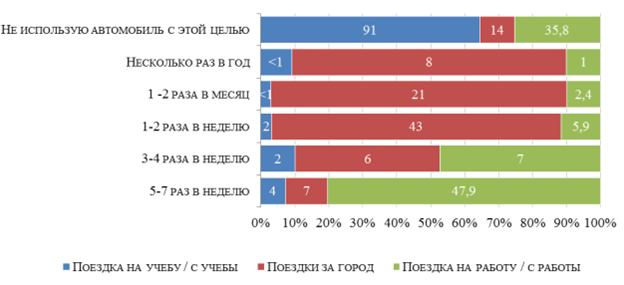 НЕ ИСПОЛЬЗУЮ АВТОМОБИЛЬ С ЭТОЙ ЦЕЛЬЮ 91 14 35,8
НЕСКОЛЬКО РАЗ В ГОД <1 8 1
1 -2 РАЗА В МЕСЯЦ <1 21 2,4
1-2 РАЗА В НЕДЕЛЮ 2 43 5,9
3-4 РАЗА В НЕДЕЛЮ 2 6 7
5-7 РАЗ В НЕДЕЛЮ 4 7 47,9
0% 10% 20% 30% 40% 50% 60% 70% 80% 90% 100%
ПОЕЗДКА НА УЧЕБУ / С УЧЕБЫ ПОЕЗДКИ ЗА ГОРОД ПОЕЗДКА НА РАБОТУ / С РАБОТЫ